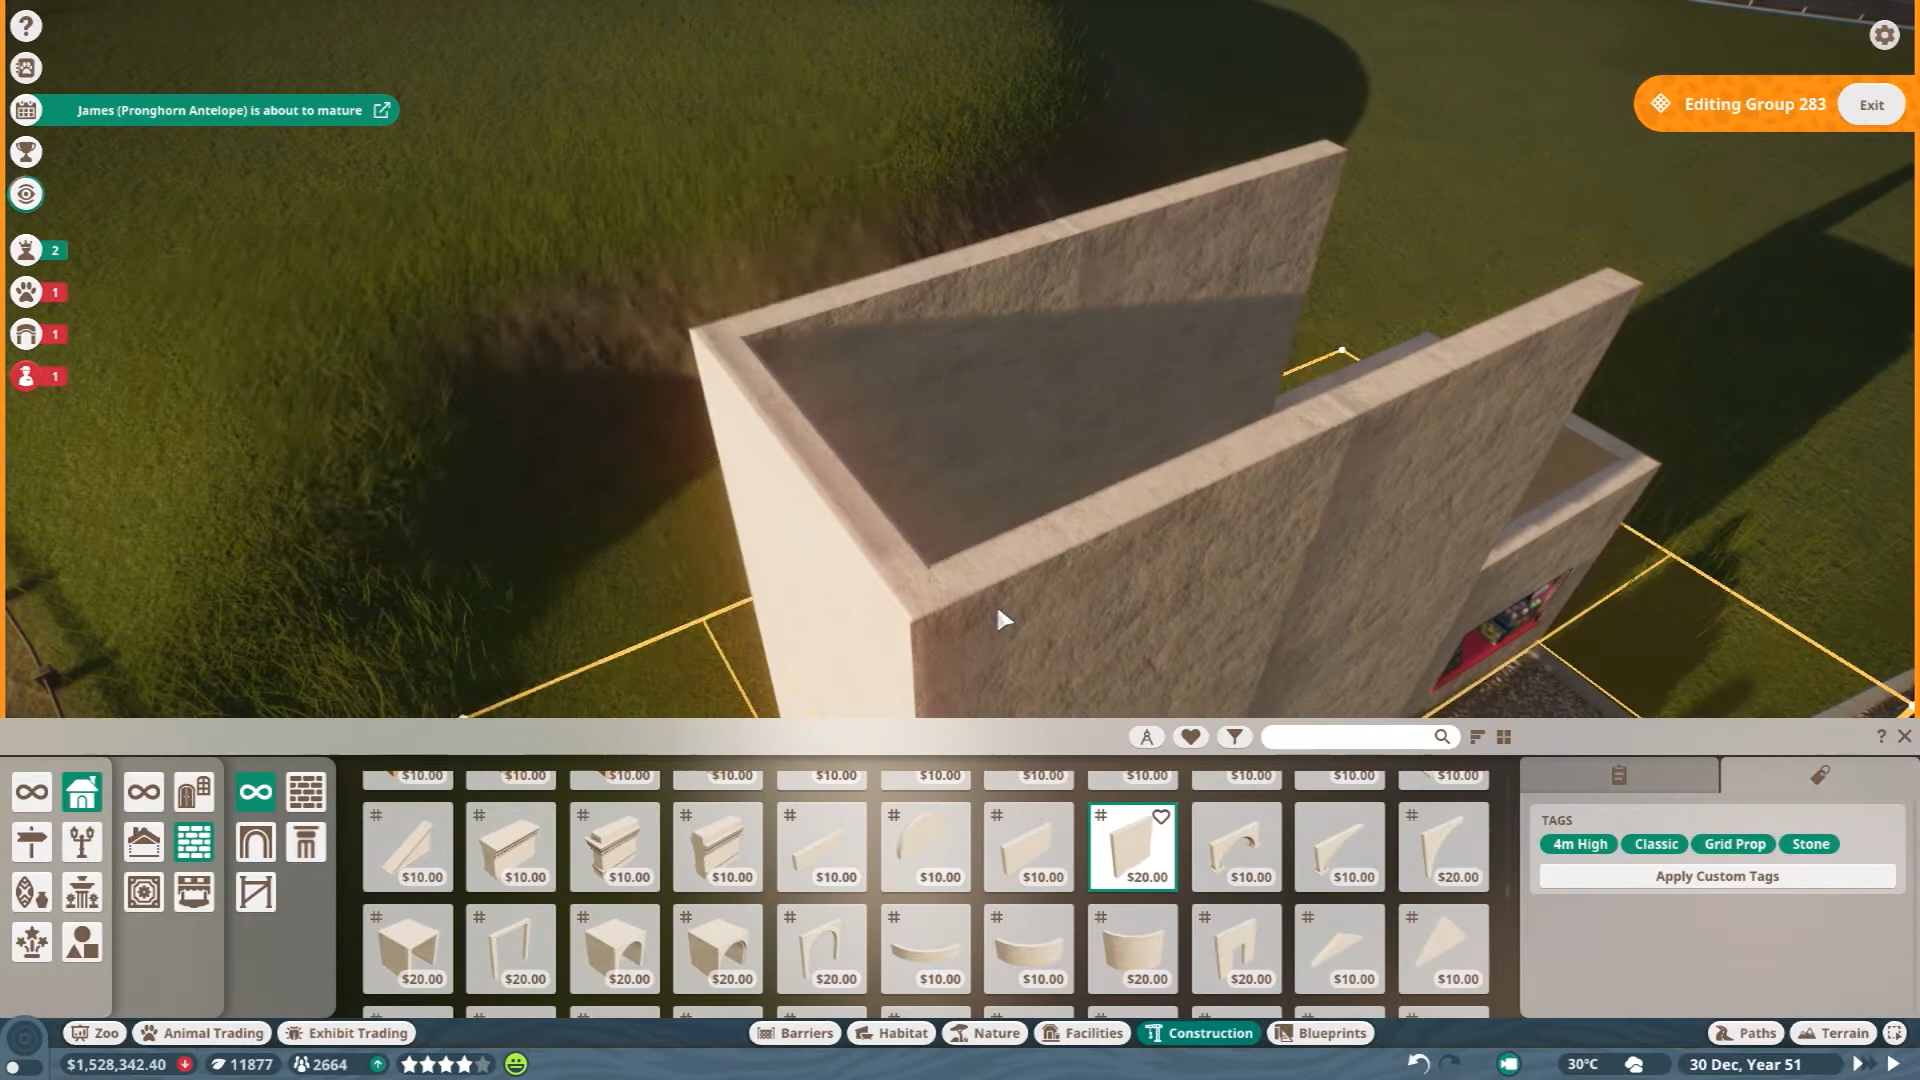 ?
James (Pronghorn Antelope) is about to mature
Editing Group 283
Exit
2
1
1
1
?
$10.00 $10.00 $10.00 $10.00 $10.00 $10.00 $10.00 $10.00 $10.00 $10.00 $10.00
# # # # # # # # # # #
$10.00 $10.00 $10.00 $10.00 $10.00 $10.00 $10.00 $20.00 $10.00 $10.00 $20.00
# # # # # # # # # # #
$20.00 $20.00 $20.00 $20.00 $20.00 $10.00 $10.00 $20.00 $20.00 $10.00 $10.00
TAGS
4m High Classic Grid Prop Stone
Apply Custom Tags
Zoo Animal Trading Exhibit Trading Barriers Habitat Nature Facilities Construction Blueprints Paths Terrain
$1,528,342.40 11877 2664 30°C 30 Dec, Year 51